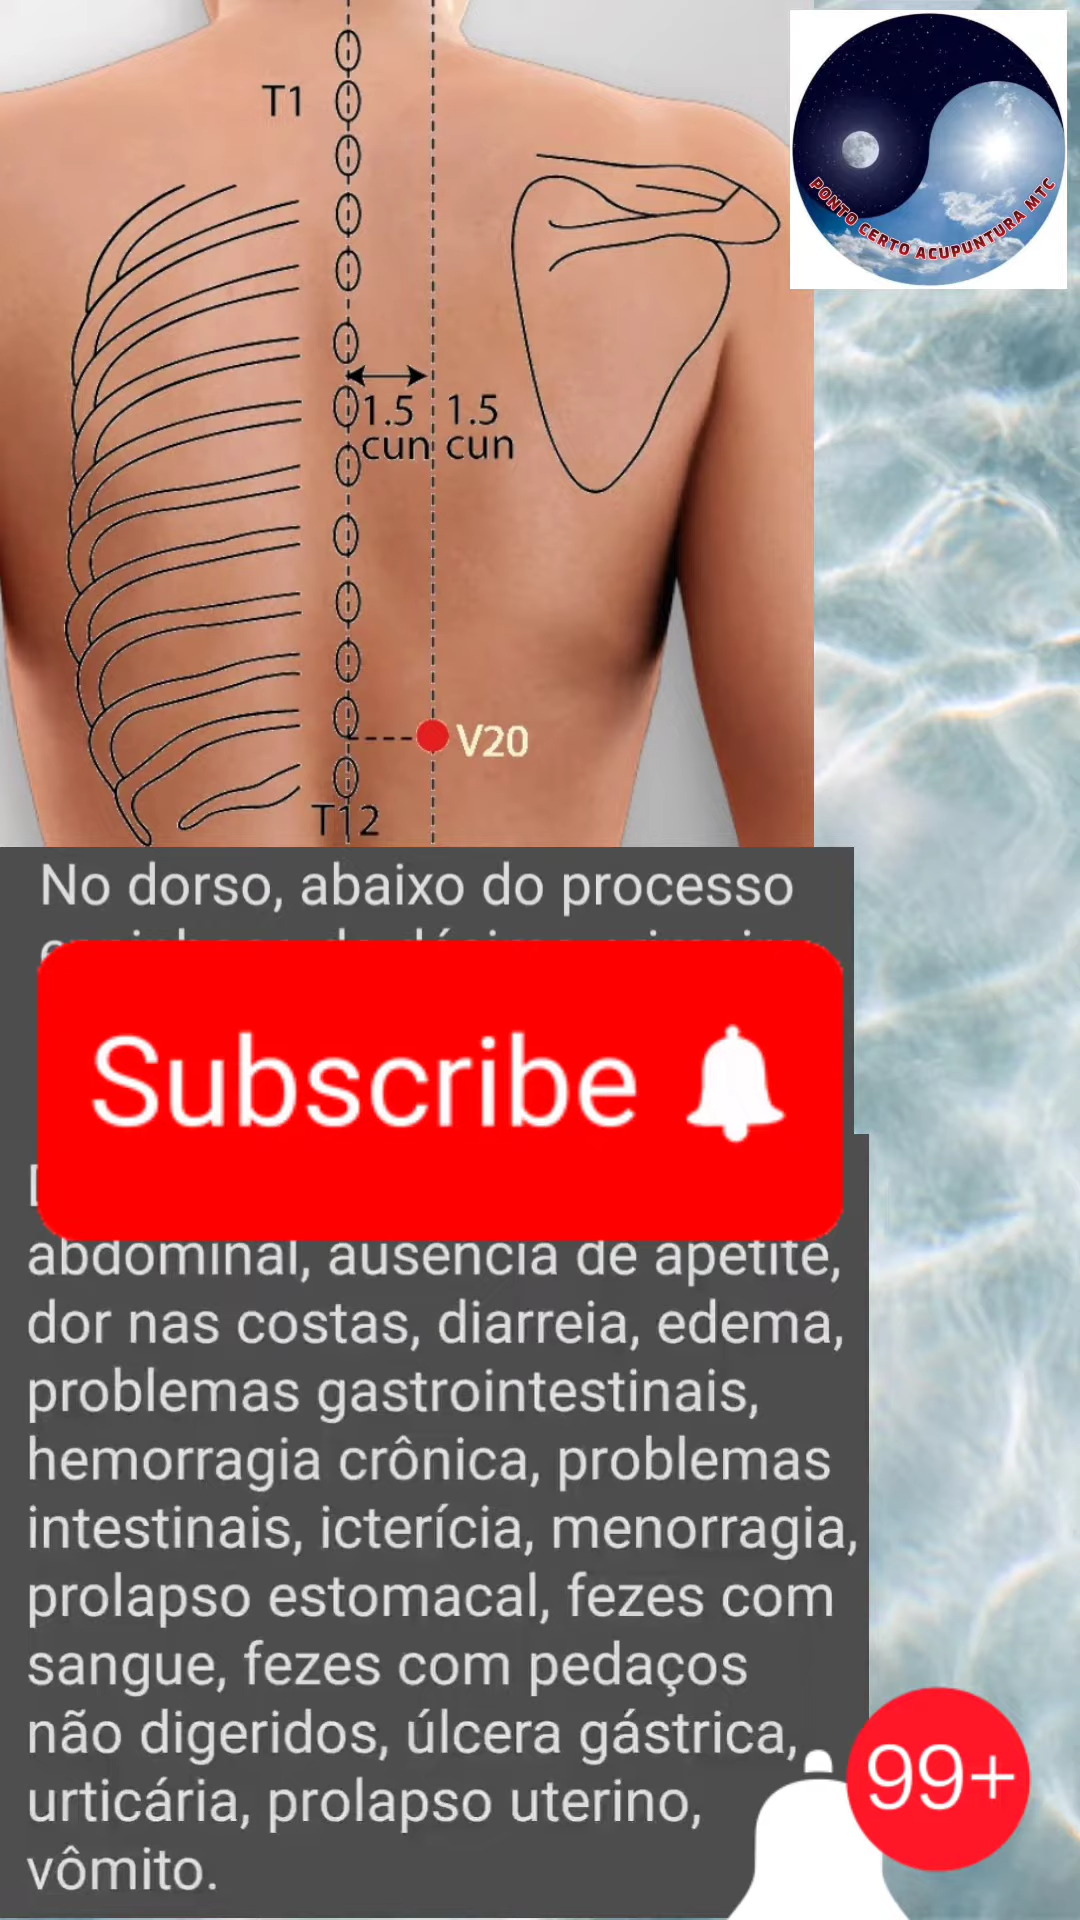 T1
PONTO CERTO ACUPUNTURA MTC
1.5 1.5
cun cun
V20
T12
No dorso, abaixo do processo
Subscribe
abdominal, ausência de apetite,
dor nas costas, diarreia, edema,
problemas gastrointestinais,
hemorragia crônica, problemas
intestinais, icterícia, menorragia,
prolapso estomacal, fezes com
sangue, fezes com pedaços
não digeridos, úlcera gástrica,
urticária, prolapso uterino,
vômito.
99+